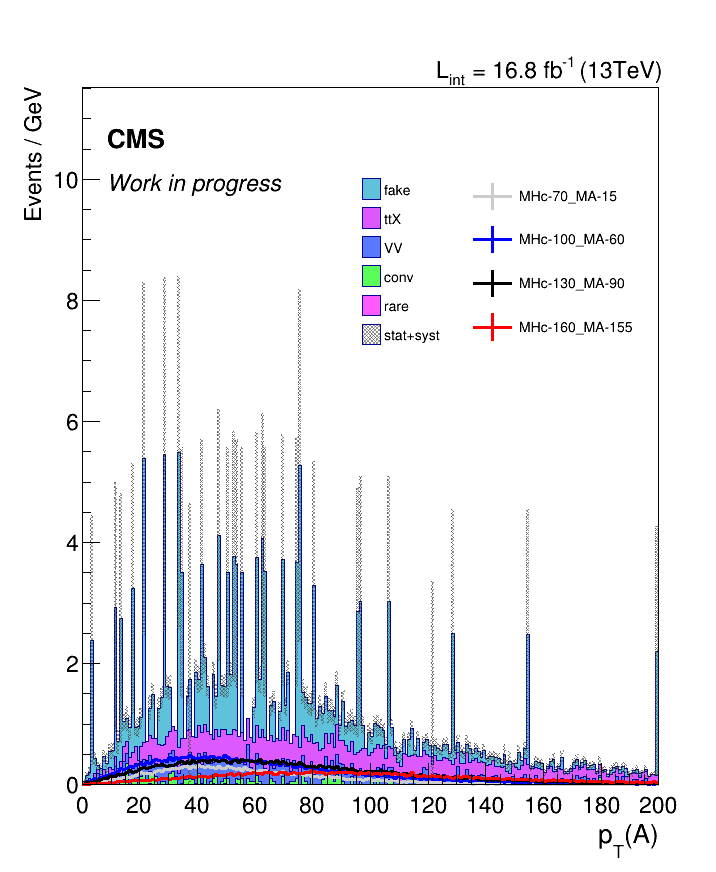 L_int = 16.8 fb^-1 (13TeV)
Events / GeV
CMS
Work in progress
fake
ttX
VV
conv
rare
stat+syst
MHc-70_MA-15
MHc-100_MA-60
MHc-130_MA-90
MHc-160_MA-155
10
8
6
4
2
0
0 20 40 60 80 100 120 140 160 180 200
p_T(A)